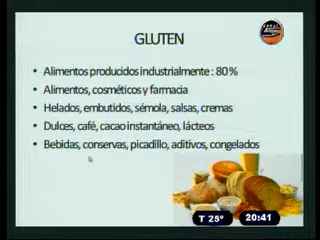 GLUTEN
• Alimentos producidos industrialmente : 80%
• Alimentos, cosméticos y farmacia
• Helados, embutidos, sémola, salsas, cremas
• Dulces, café, cacao instantáneo, lácteos
• Bebidas, conservas, picadillo, aditivos, congelados
T 25° 20:41